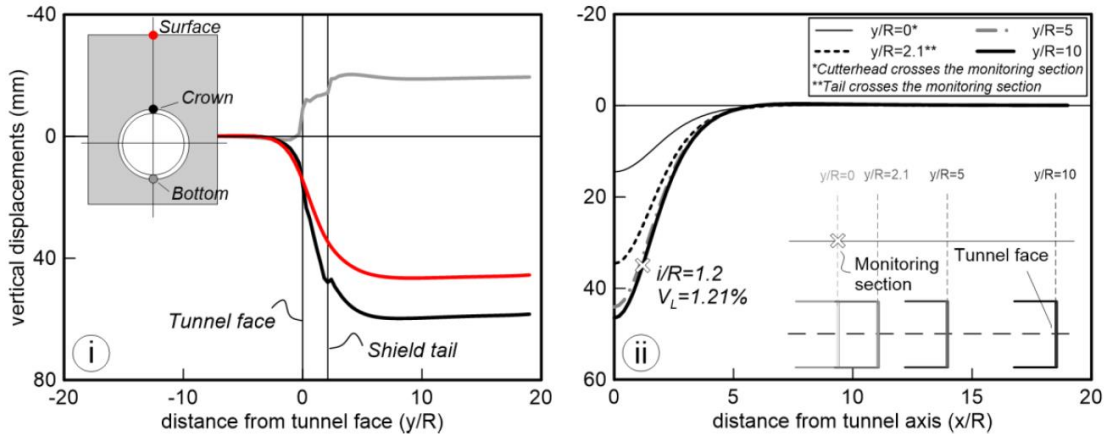 -40
0
40
80
vertical displacements (mm)
Surface
Crown
Bottom
Tunnel face
Shield tail
i
-20
-10
0
10
20
distance from tunnel face (y/R)
-20
0
20
40
60
y/R=0*
y/R=5
y/R=2.1**
y/R=10
*Cutterhead crosses the monitoring section
**Tail crosses the monitoring section
y/R=0
y/R=2.1
y/R=5
y/R=10
Monitoring
section
Tunnel face
i/R=1.2
VL=1.21%
ii
0
5
10
15
20
distance from tunnel axis (x/R)